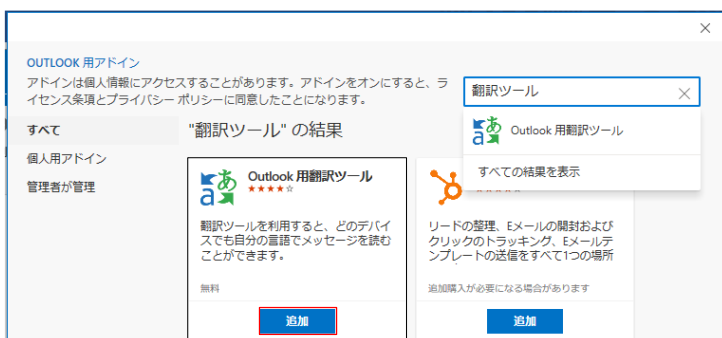 OUTLOOK 用アドイン
アドインは個人情報にアクセスすることがあります。アドインをオンにすると、ラ
イセンス条項とプライバシー ポリシーに同意したことになります。
翻訳ツール
Outlook 用翻訳ツール
すべての結果を表示
すべて
個人用アドイン
管理者が管理
"翻訳ツール" の結果
Outlook 用翻訳ツール
翻訳ツールを利用すると、どのデバイ
スでも自分の言語でメッセージを読む
ことができます。
無料
追加
リードの整理、Eメールの開封および
クリックのトラッキング、Eメールテ
ンプレートの送信をすべて1つの場所
追加購入が必要になる場合があります
追加